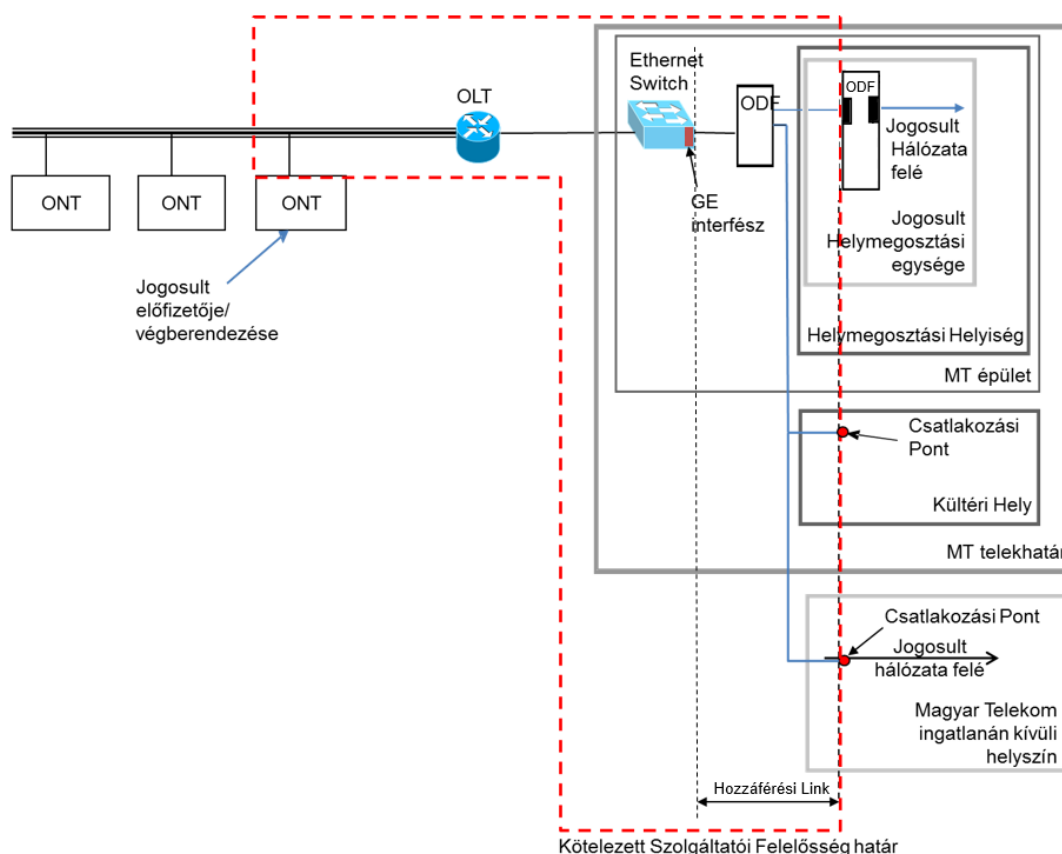 Ethernet
Switch
OLT
ODF
ODF
Jogosult
Hálózata
felé
ONT
ONT
ONT
GE
interfész
Jogosult
Helymegosztási
egysége
Jogosult
előfizetője/
végberendezése
Helymegosztási Helyiség
MT épület
Csatlakozási
Pont
Kültéri Hely
MT telekhatár
Csatlakozási Pont
Jogosult
hálózata felé
Magyar Telekom
ingatlanán kívüli
helyszín
Hozzáférési Link
Kötelezett Szolgáltatói Felelősség határ